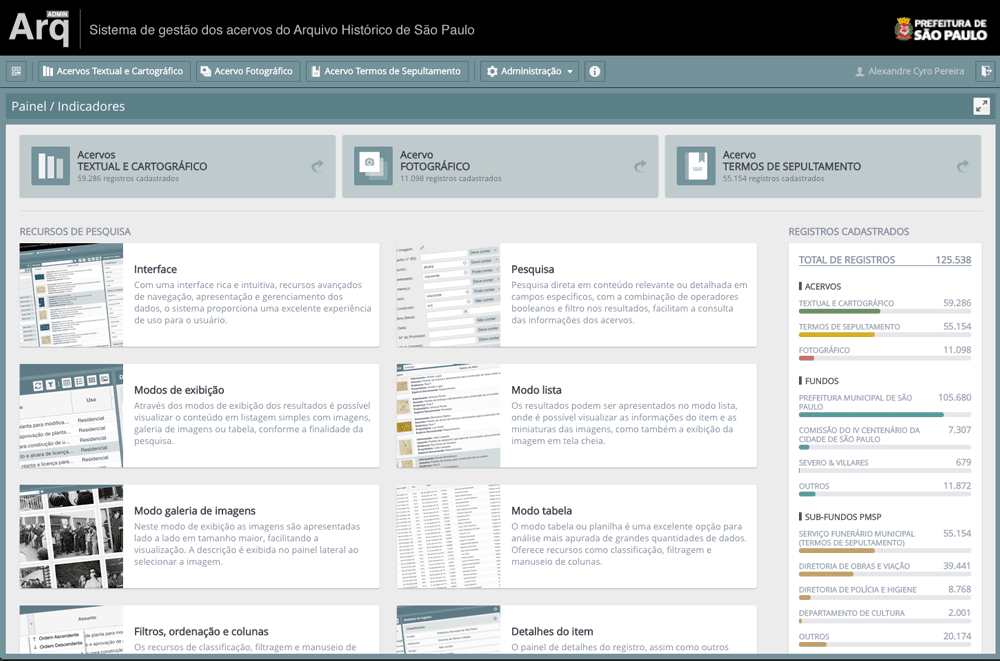 Arq ADMIN
Sistema de gestão dos acervos do Arquivo Histórico de São Paulo
PREFEITURA DE
SÃO PAULO
Acervos Textual e Cartográfico
Acervo Fotográfico
Acervo Termos de Sepultamento
Administração
Alexandre Cyro Pereira
Painel / Indicadores
Acervos
TEXTUAL E CARTOGRÁFICO
59.286 registros cadastrados
Acervo
FOTOGRÁFICO
11.098 registros cadastrados
Acervo
TERMOS DE SEPULTAMENTO
55.154 registros cadastrados
RECURSOS DE PESQUISA
Interface
Com uma interface rica e intuitiva, recursos avançados
de navegação, apresentação e gerenciamento dos
dados, o sistema proporciona uma excelente experiência
de uso para o usuário.
Pesquisa
Pesquisa direta em conteúdo relevante ou detalhada em
campos específicos, com a combinação de operadores
booleanos e filtro nos resultados, facilitam a consulta
das informações dos acervos.
Modos de exibição
Através dos modos de exibição dos resultados é possível
visualizar o conteúdo em listagem simples com imagens,
galeria de imagens ou tabela, conforme a finalidade da
pesquisa.
Uso
Residencial
Residencial
Residencial
Residencial
Residencial
Modo lista
Os resultados podem ser apresentados no modo lista,
onde é possível visualizar as informações do item e as
miniaturas das imagens, como também a exibição da
imagem em tela cheia.
Modo galeria de imagens
Neste modo de exibição as imagens são apresentadas
lado a lado em tamanho maior, facilitando a
visualização. A descrição é exibida no painel lateral ao
selecionar a imagem.
Modo tabela
O modo tabela ou planilha é uma excelente opção para
análise mais apurada de grandes quantidades de dados.
Oferece recursos como classificação, filtragem e
manuseio de colunas.
Assunto
Ordem Ascendente
Ordem Descendente
Filtros, ordenação e colunas
Os recursos de classificação, filtragem e manuseio de
Detalhes do item
O painel de detalhes do registro, assim como outros
REGISTROS CADASTRADOS
TOTAL DE REGISTROS 125.538
ACERVOS
TEXTUAL E CARTOGRÁFICO 59.286
TERMOS DE SEPULTAMENTO 55.154
FOTOGRÁFICO 11.098
FUNDOS
PREFEITURA MUNICIPAL DE SÃO 105.680
PAULO
COMISSÃO DO IV CENTENÁRIO DA 7.307
CIDADE DE SÃO PAULO
SEVERO & VILLARES 679
OUTROS 11.872
SUB-FUNDOS PMSP
SERVIÇO FUNERÁRIO MUNICIPAL 55.154
(TERMOS DE SEPULTAMENTO)
DIRETORIA DE OBRAS E VIAÇÃO 39.441
DIRETORIA DE POLÍCIA E HIGIENE 8.768
DEPARTAMENTO DE CULTURA 2.001
OUTROS 20.174